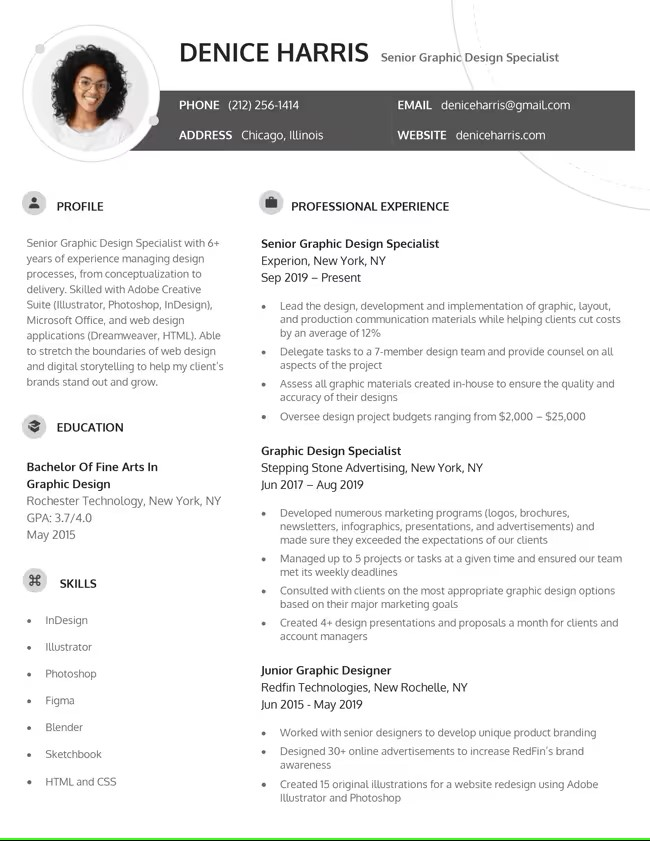 DENICE HARRIS Senior Graphic Design Specialist
PHONE (212) 256-1414
EMAIL deniceharris@gmail.com
ADDRESS Chicago, Illinois
WEBSITE deniceharris.com
PROFILE
Senior Graphic Design Specialist with 6+
years of experience managing design
processes, from conceptualization to
delivery. Skilled with Adobe Creative
Suite (Illustrator, Photoshop, InDesign),
Microsoft Office, and web design
applications (Dreamweaver, HTML). Able
to stretch the boundaries of web design
and digital storytelling to help my client's
brands stand out and grow.
EDUCATION
Bachelor Of Fine Arts In
Graphic Design
Rochester Technology, New York, NY
GPA: 3.7/4.0
May 2015
SKILLS
• InDesign
• Illustrator
• Photoshop
• Figma
• Blender
• Sketchbook
• HTML and CSS
PROFESSIONAL EXPERIENCE
Senior Graphic Design Specialist
Experion, New York, NY
Sep 2019 – Present
• Lead the design, development and implementation of graphic, layout,
and production communication materials while helping clients cut costs
by an average of 12%
• Delegate tasks to a 7-member design team and provide counsel on all
aspects of the project
• Assess all graphic materials created in-house to ensure the quality and
accuracy of their designs
• Oversee design project budgets ranging from $2,000 – $25,000
Graphic Design Specialist
Stepping Stone Advertising, New York, NY
Jun 2017 – Aug 2019
• Developed numerous marketing programs (logos, brochures,
newsletters, infographics, presentations, and advertisements) and
made sure they exceeded the expectations of our clients
• Managed up to 5 projects or tasks at a given time and ensured our team
met its weekly deadlines
• Consulted with clients on the most appropriate graphic design options
based on their major marketing goals
• Created 4+ design presentations and proposals a month for clients and
account managers
Junior Graphic Designer
Redfin Technologies, New Rochelle, NY
Jun 2015 - May 2019
• Worked with senior designers to develop unique product branding
• Designed 30+ online advertisements to increase RedFin's brand
awareness
• Created 15 original illustrations for a website redesign using Adobe
Illustrator and Photoshop